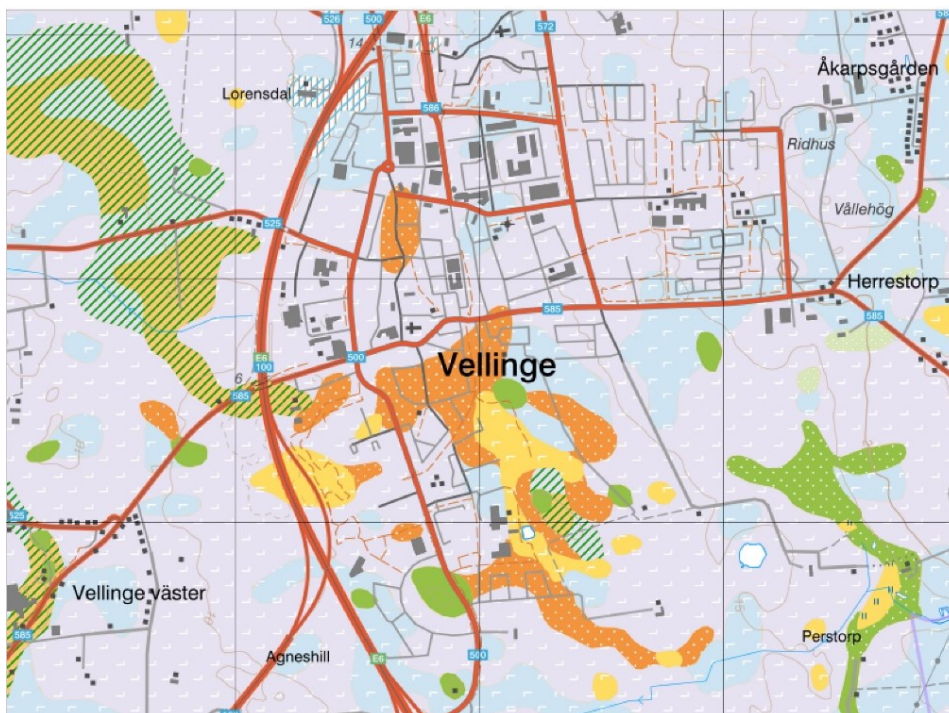 526
500
E6
572
14
Åkarpsgården
Lorensdal
586
Ridhus
Vållehög
525
Herrestorp
585
585
E6
100
500
Vellinge
6
585
525
Vellinge väster
585
Perstorp
Agneshill
500
E6